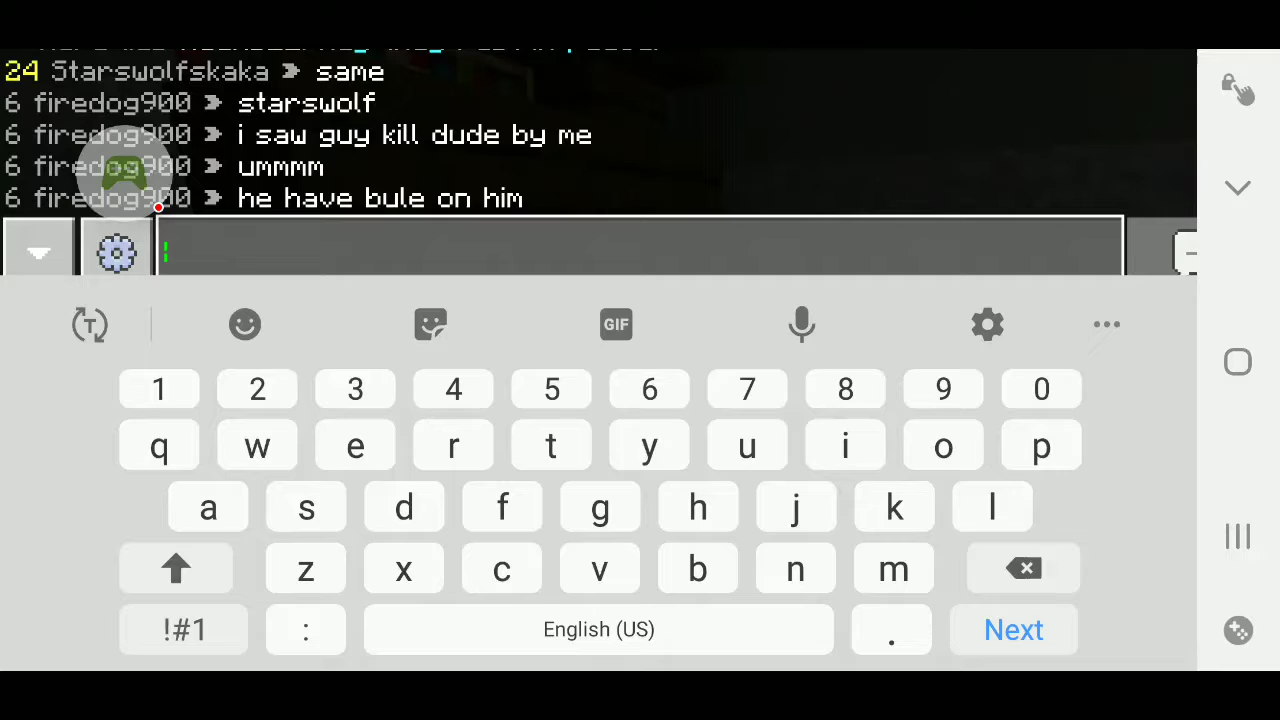 24 Starswolfskaka » same
6 firedog900 » starswolf
6 firedog900 » i saw guy kill dude by me
6 firedog900 » ummmm
6 firedog900 » he have bule on him
T GIF
1 2 3 4 5 6 7 8 9 0
q w e r t y u i o p
a s d f g h j k l
z x c v b n m
!#1 : English (US) . Next